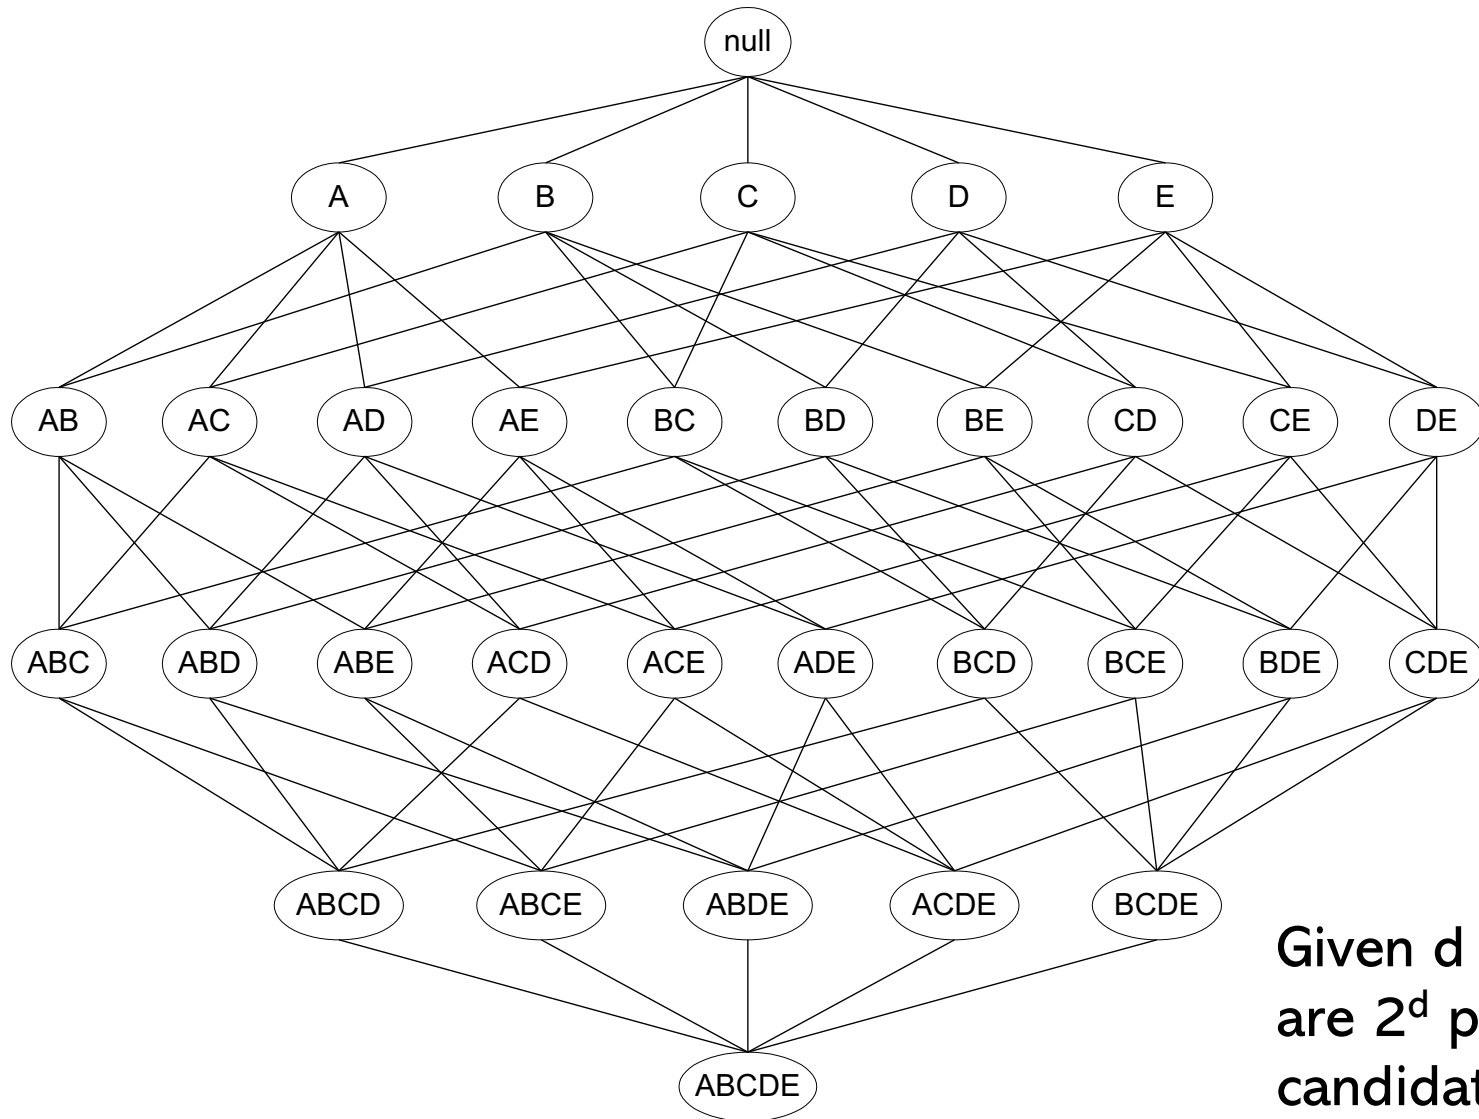 null
A B C D E
AB AC AD AE BC BD BE CD CE DE
ABC ABD ABE ACD ACE ADE BCD BCE BDE CDE
ABCD ABCE ABDE ACDE BCDE
ABCDE
Given d
are 2ᵈ